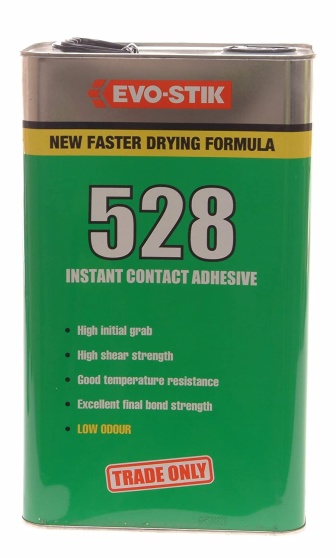 EVO-STIK
NEW FASTER DRYING FORMULA
528
INSTANT CONTACT ADHESIVE
• High initial grab
• High shear strength
• Good temperature resistance
• Excellent final bond strength
• LOW ODOUR
TRADE ONLY